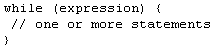 while (expression) {
 // one or more statements
}